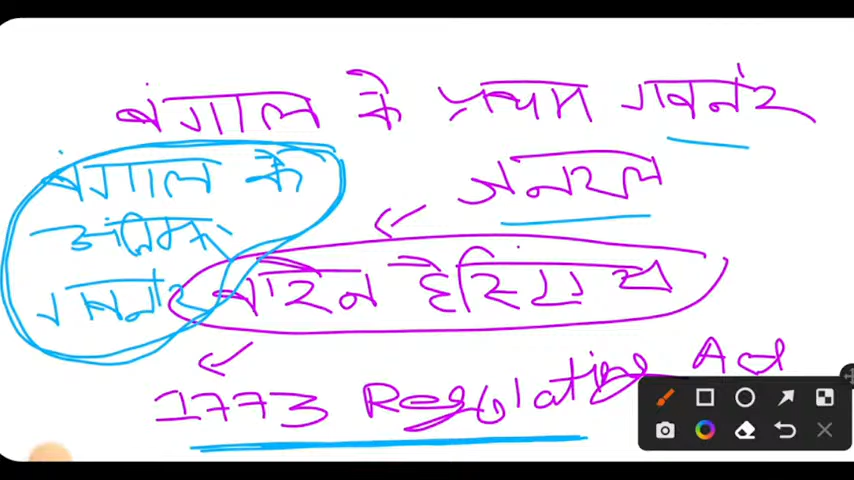 बंगाल के प्रथम गवर्नर
जनरल
बंगाल के
अंतिम
गवर्नर
वारेन हेस्टिंग्स
1773 Regulating Act